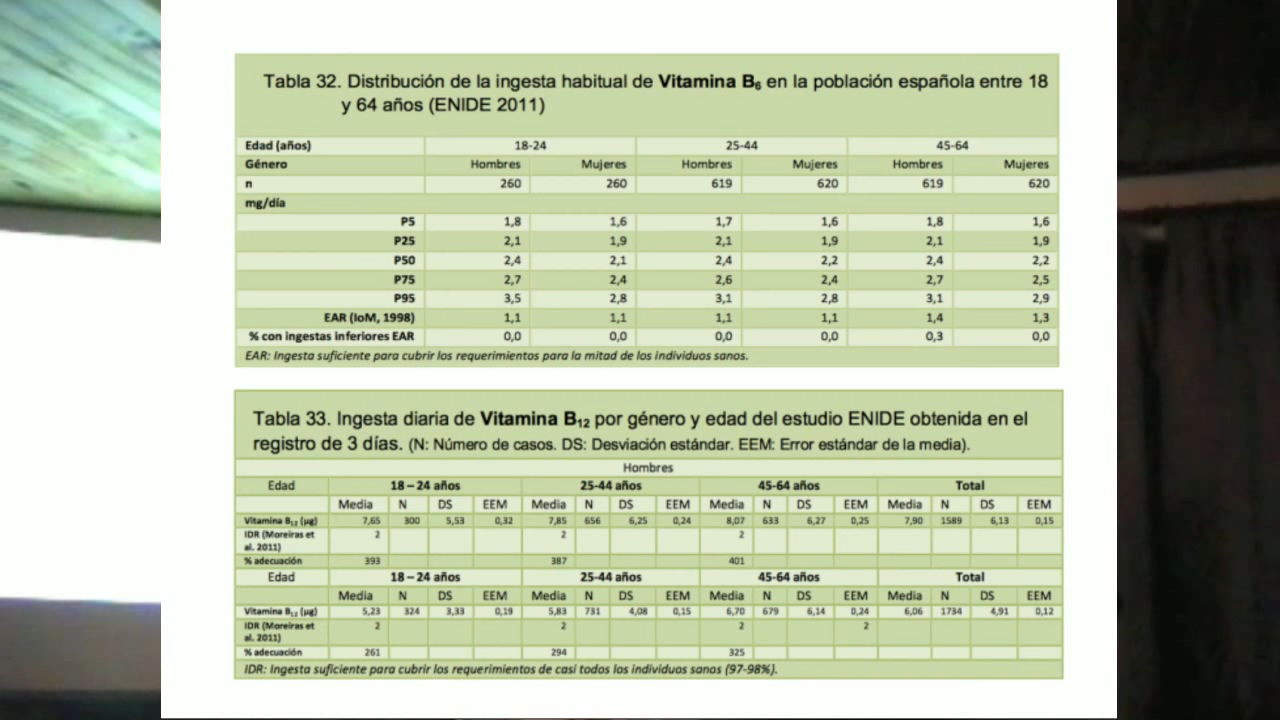 Tabla 32. Distribución de la ingesta habitual de Vitamina B6 en la población española entre 18
y 64 años (ENIDE 2011)
Edad (años) 18-24 25-44 45-64
Género Hombres Mujeres Hombres Mujeres Hombres Mujeres
n 260 260 619 620 619 620
mg/día
P5 1,8 1,6 1,7 1,6 1,8 1,6
P25 2,1 1,9 2,1 1,9 2,1 1,9
P50 2,4 2,1 2,4 2,2 2,4 2,2
P75 2,7 2,4 2,6 2,4 2,7 2,5
P95 3,5 2,8 3,1 2,8 3,1 2,9
EAR (IoM, 1998) 1,1 1,1 1,1 1,1 1,4 1,3
% con ingestas inferiores EAR 0,0 0,0 0,0 0,0 0,3 0,0
EAR: Ingesta suficiente para cubrir los requerimientos para la mitad de los individuos sanos.
Tabla 33. Ingesta diaria de Vitamina B12 por género y edad del estudio ENIDE obtenida en el
registro de 3 días. (N: Número de casos. DS: Desviación estándar. EEM: Error estándar de la media).
Hombres
Edad 18 – 24 años 25-44 años 45-64 años Total
Media N DS EEM Media N DS EEM Media N DS EEM Media N DS EEM
Vitamina B12 (µg) 7,65 300 5,53 0,32 7,85 656 6,25 0,24 8,07 633 6,27 0,25 7,90 1589 6,13 0,15
IDR (Moreiras et 2 2 2
al. 2011)
% adecuación 393 387 401
Edad 18 – 24 años 25-44 años 45-64 años Total
Media N DS EEM Media N DS EEM Media N DS EEM Media N DS EEM
Vitamina B12 (µg) 5,23 324 3,33 0,19 5,83 731 4,08 0,15 6,70 679 6,14 0,24 6,06 1734 4,91 0,12
IDR (Moreiras et 2 2 2 2
al. 2011)
% adecuación 261 294 325
IDR: Ingesta suficiente para cubrir los requerimientos de casi todos los individuos sanos (97-98%).